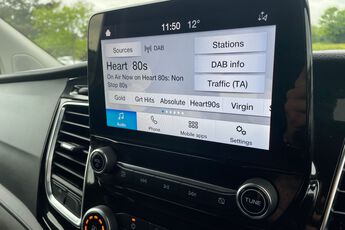 11:50 12°
Sources DAB Stations
Heart 80s
DAB info
On Air Now on Heart 80s: Non
Stop 80s
Traffic (TA)
Gold Grt Hits Absolute Heart90s Virgin
Audio Phone Mobile apps Settings
TUNE